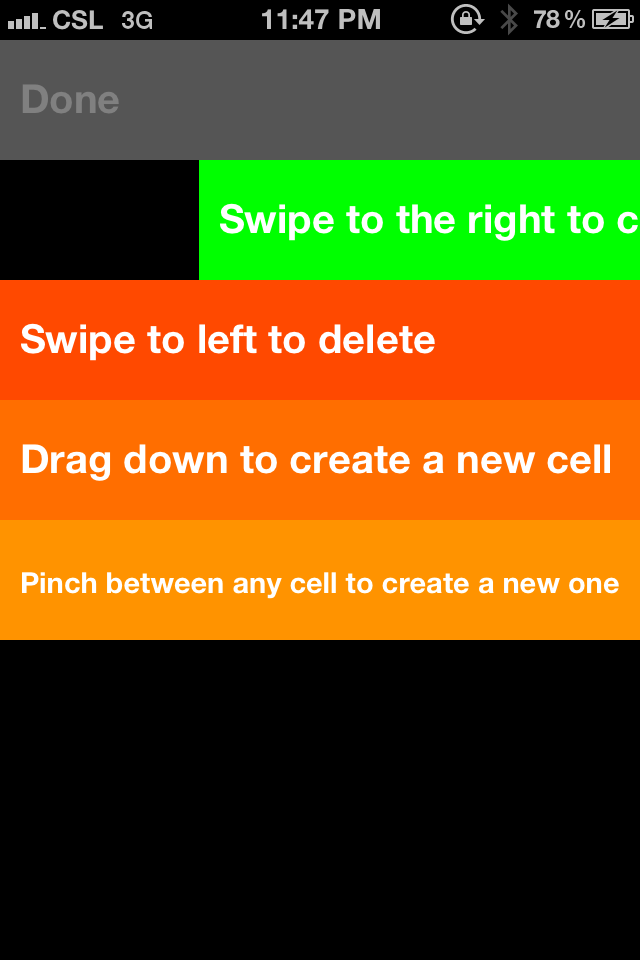 CSL 3G 11:47 PM 78%
Done
Swipe to the right to c
Swipe to left to delete
Drag down to create a new cell
Pinch between any cell to create a new one